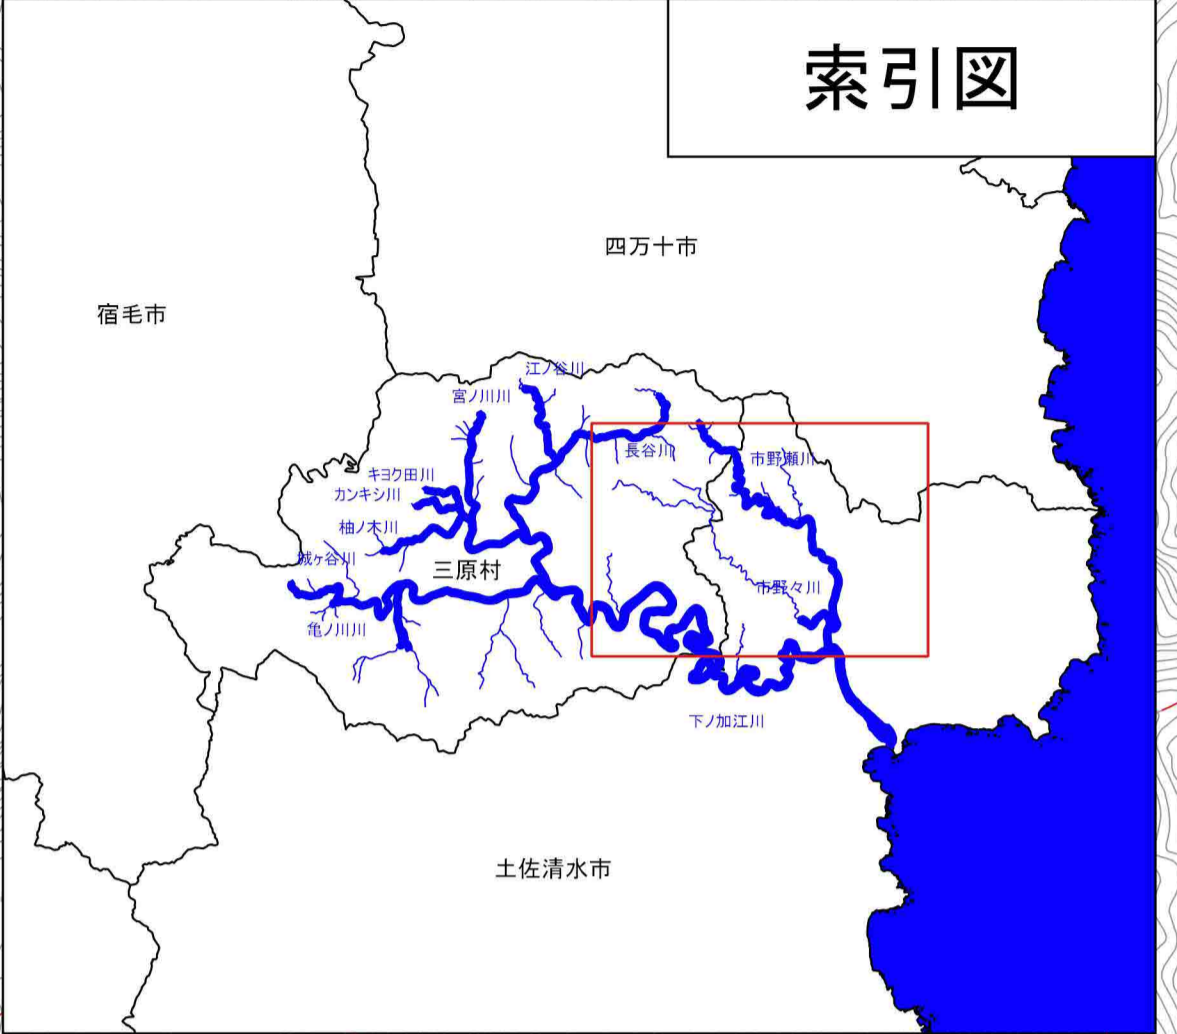 索引図
四万十市
宿毛市
江ノ谷川
宮ノ川川
長谷川
市野瀬川
キヨク田川
カンキシ川
柚ノ木川
城ヶ谷川
三原村
市野々川
亀ノ川川
下ノ加江川
土佐清水市